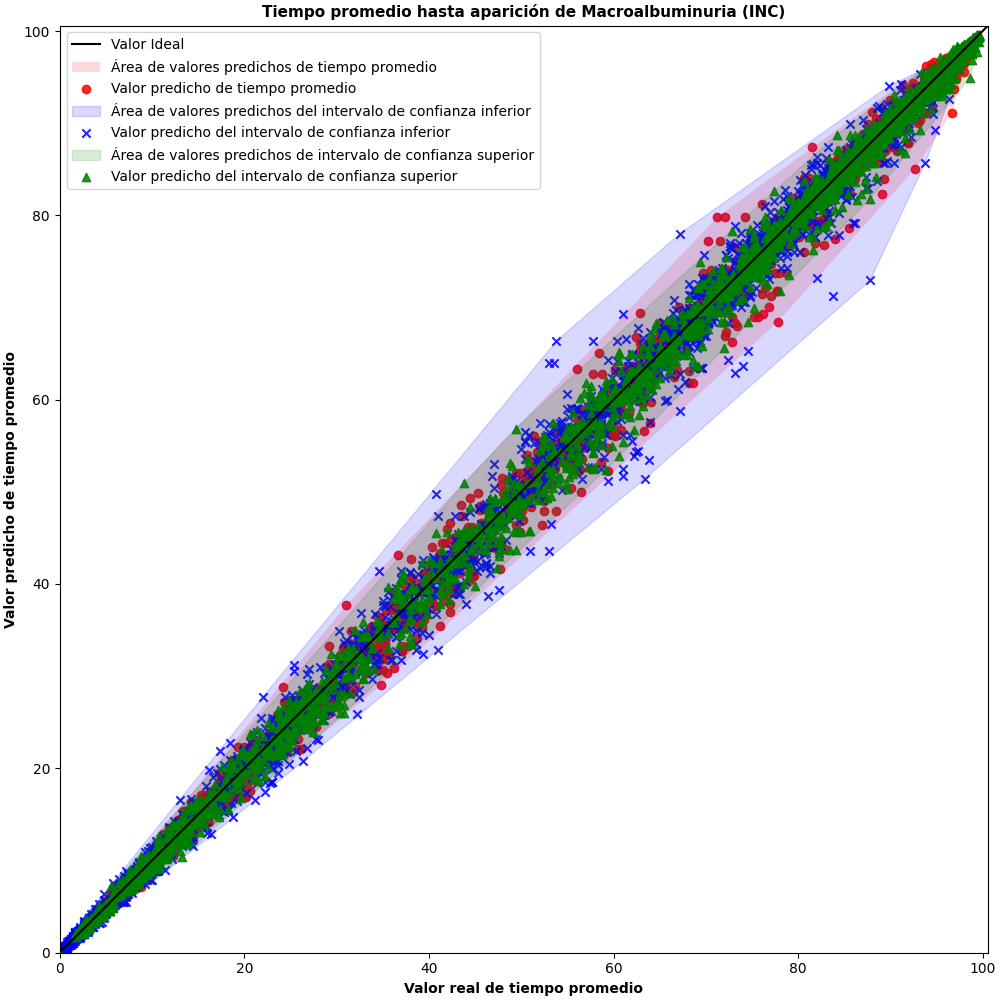 Tiempo promedio hasta aparición de Macroalbuminuria (INC)
100
80
60
40
20
0
Valor predicho de tiempo promedio
Valor Ideal
Área de valores predichos de tiempo promedio
Valor predicho de tiempo promedio
Área de valores predichos del intervalo de confianza inferior
Valor predicho del intervalo de confianza inferior
Área de valores predichos de intervalo de confianza superior
Valor predicho del intervalo de confianza superior
0 20 40 60 80 100
Valor real de tiempo promedio